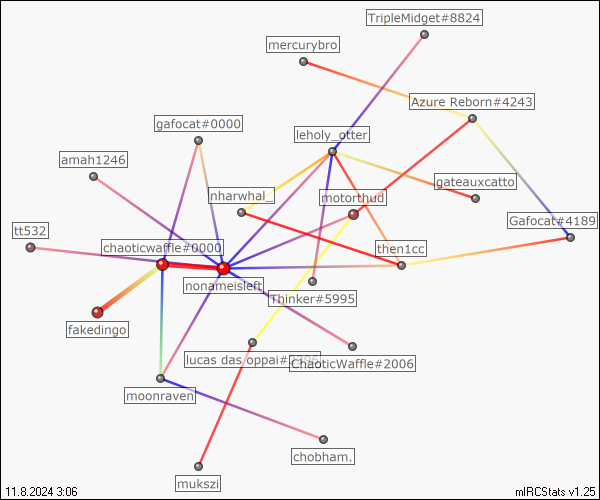 TripleMidget#8824
mercurybro
Azure Reborn#4243
gafocat#0000
leholy_otter
amah1246
gateauxcatto
nharwhal_
motorthud
Gafocat#4189
tt532
chaoticwaffle#0000
then1cc
nonameisleft
Thinker#5995
fakedingo
lucas das oppai
ChaoticWaffle#2006
moonraven
chobham.
mukszi
11.8.2024 3:06
mIRCStats v1.25